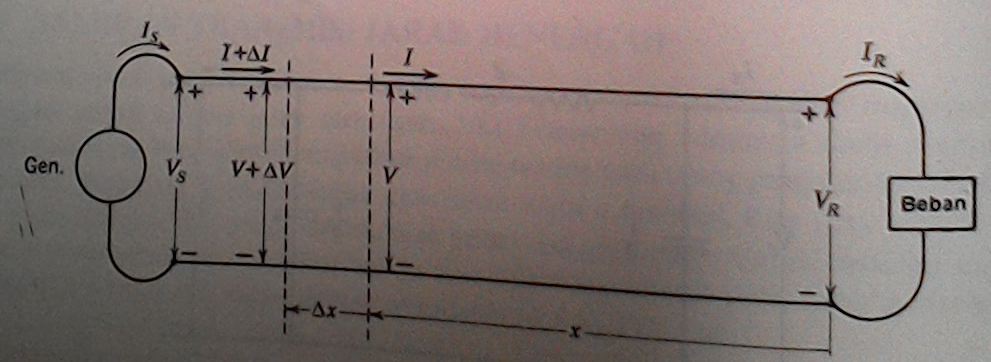 I_S
I+ΔI
I
I_R
+ + + +
Gen. V_S V+ΔV V V_R Beban
− − − −
Δx x